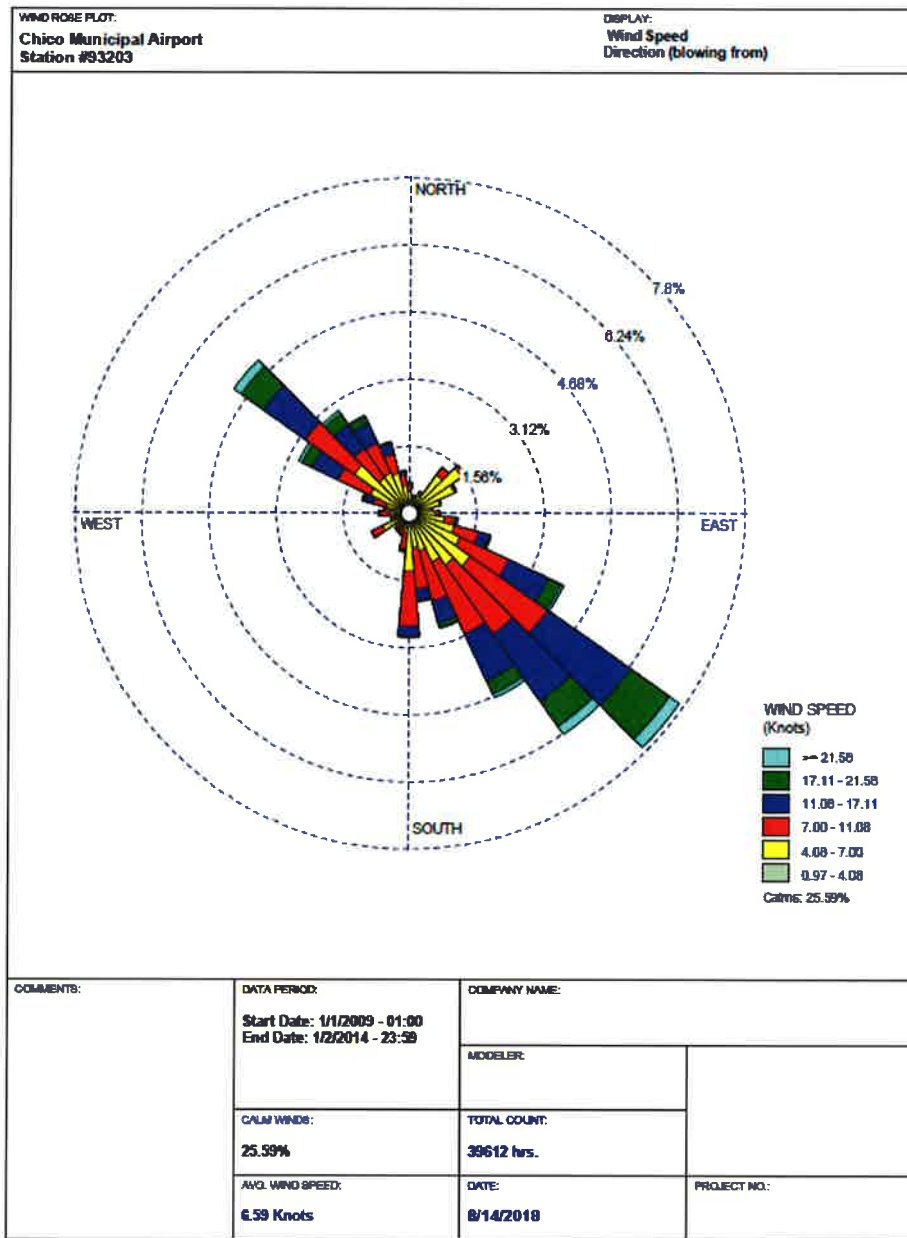 WIND ROSE PLOT:
Chico Municipal Airport
Station #93203
DISPLAY:
Wind Speed
Direction (blowing from)
NORTH
7.8%
6.24%
4.68%
3.12%
1.56%
WEST
EAST
SOUTH
WIND SPEED
(Knots)
>= 21.58
17.11 - 21.58
11.08 - 17.11
7.00 - 11.08
4.08 - 7.00
0.97 - 4.08
Calms: 25.59%
COMMENTS:
DATA PERIOD:
Start Date: 1/1/2009 - 01:00
End Date: 1/2/2014 - 23:59
COMPANY NAME:
MODELER:
CALM WINDS:
25.59%
TOTAL COUNT:
39612 hrs.
AVG. WIND SPEED:
6.59 Knots
DATE:
8/14/2018
PROJECT NO.: